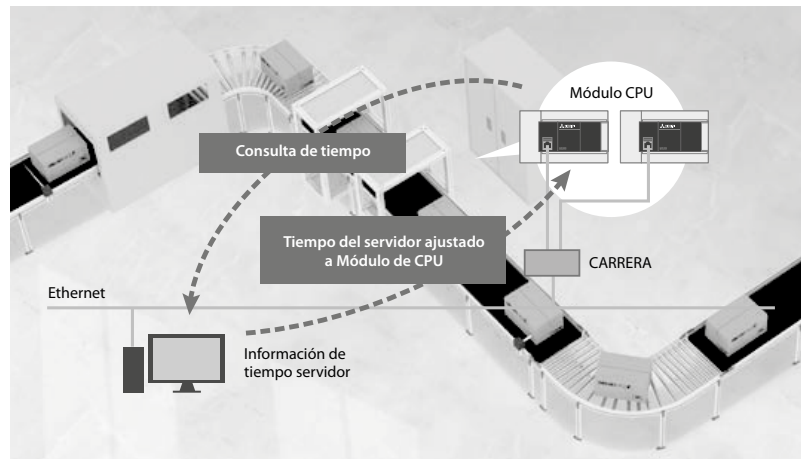 Módulo CPU
Consulta de tiempo
Tiempo del servidor ajustado
a Módulo de CPU
CARRERA
Ethernet
Información de
tiempo servidor